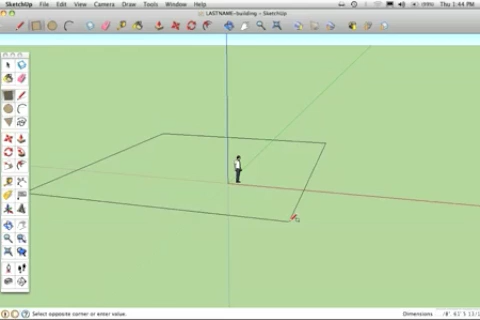 SketchUp File Edit View Camera Draw Tools Window Help
Thu 1:44 PM
LASTNAME-building - SketchUp
Select opposite corner or enter value.
Dimensions